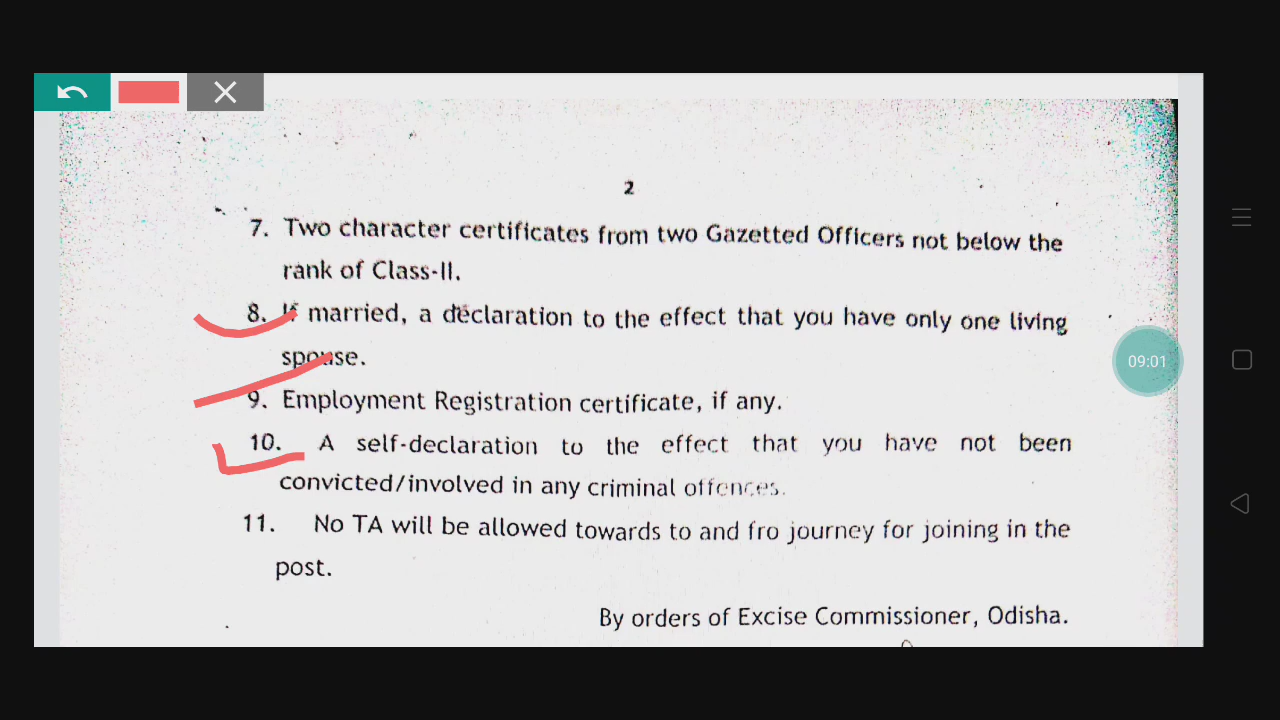 2
7. Two character certificates from two Gazetted Officers not below the
rank of Class-II.
8. If married, a declaration to the effect that you have only one living
spouse.
9. Employment Registration certificate, if any.
10. A self-declaration to the effect that you have not been
convicted/involved in any criminal offences.
11. No TA will be allowed towards to and fro journey for joining in the
post.
By orders of Excise Commissioner, Odisha.
09:01